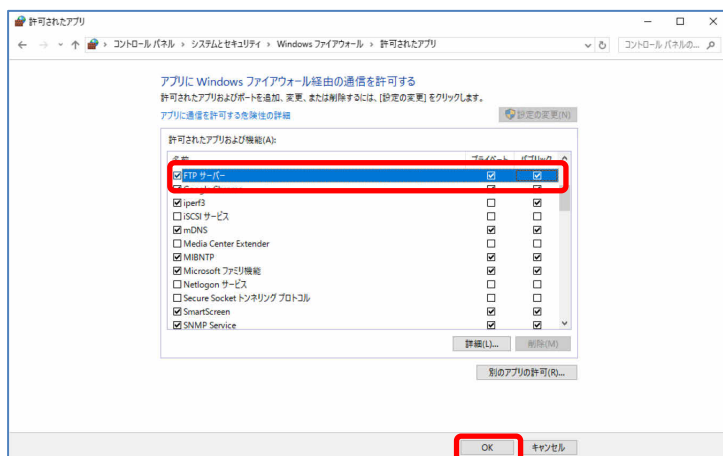 許可されたアプリ
コントロール パネル › システムとセキュリティ › Windows ファイアウォール › 許可されたアプリ
コントロール パネルの...
アプリに Windows ファイアウォール経由の通信を許可する
許可されたアプリおよびポートを追加、変更、または削除するには、[設定の変更] をクリックします。
アプリに通信を許可する危険性の詳細
設定の変更(N)
許可されたアプリおよび機能(A):
名前 プライベート パブリック
FTP サーバー
Google Chrome
iperf3
iSCSI サービス
mDNS
Media Center Extender
MIBNTP
Microsoft ファミリ機能
Netlogon サービス
Secure Socket トンネリング プロトコル
SmartScreen
SNMP Service
詳細(L)... 削除(M)
別のアプリの許可(R)...
OK キャンセル